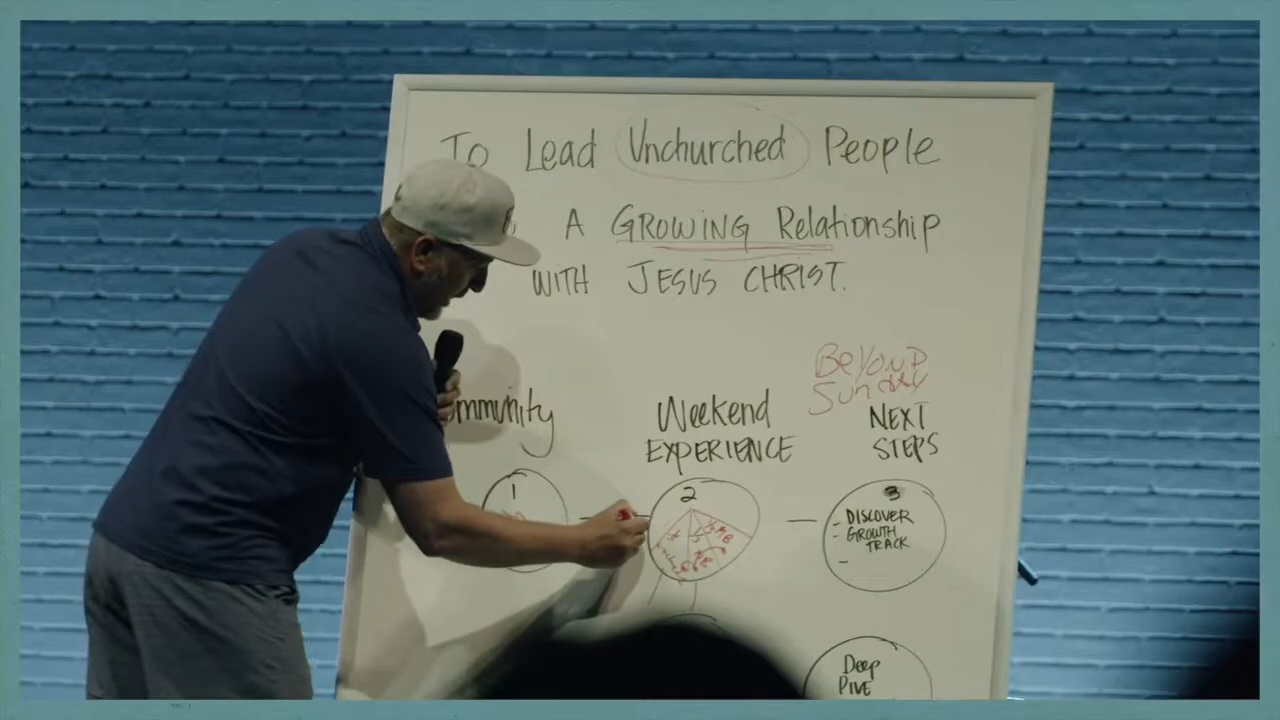 To Lead Unchurched People
A GROWING Relationship
WITH JESUS CHRIST.
BEYOND
Sunday
mmunity
Weekend
EXPERIENCE
NEXT
STEPS
1
2
3
- DISCOVER
- GROWTH
TRACK
-
Deep
DIVE